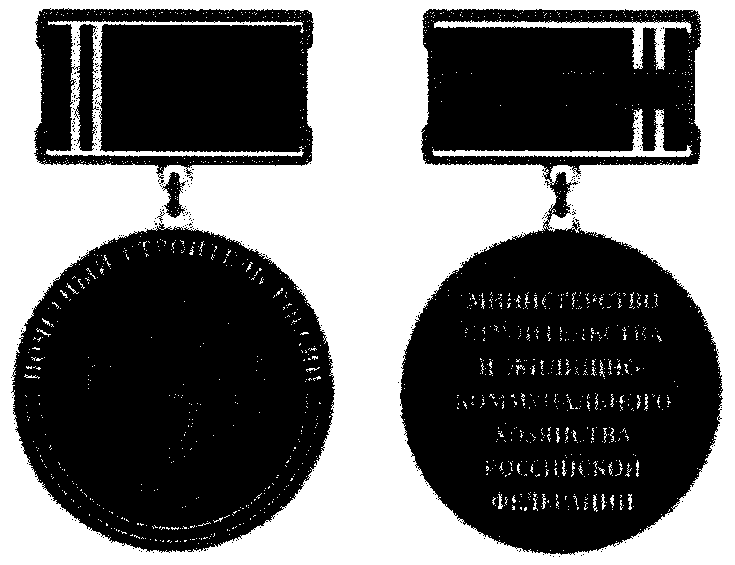 ПОЧЕТНЫЙ СТРОИТЕЛЬ РОССИИ
МИНИСТЕРСТВО
СТРОИТЕЛЬСТВА
И ЖИЛИЩНО-
КОММУНАЛЬНОГО
ХОЗЯЙСТВА
РОССИЙСКОЙ
ФЕДЕРАЦИИ